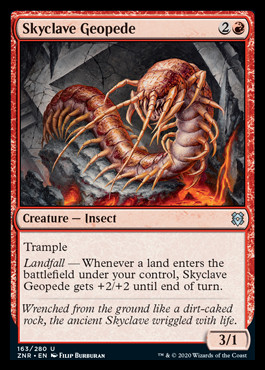 Skyclave Geopede 2
Creature — Insect
Trample
Landfall — Whenever a land enters the
battlefield under your control, Skyclave
Geopede gets +2/+2 until end of turn.
Wrenched from the ground like a dirt-caked
rock, the ancient Skyclave wriggled with life.
3/1
163/280 U
ZNR • EN Filip Burburan
™ & © 2020 Wizards of the Coast